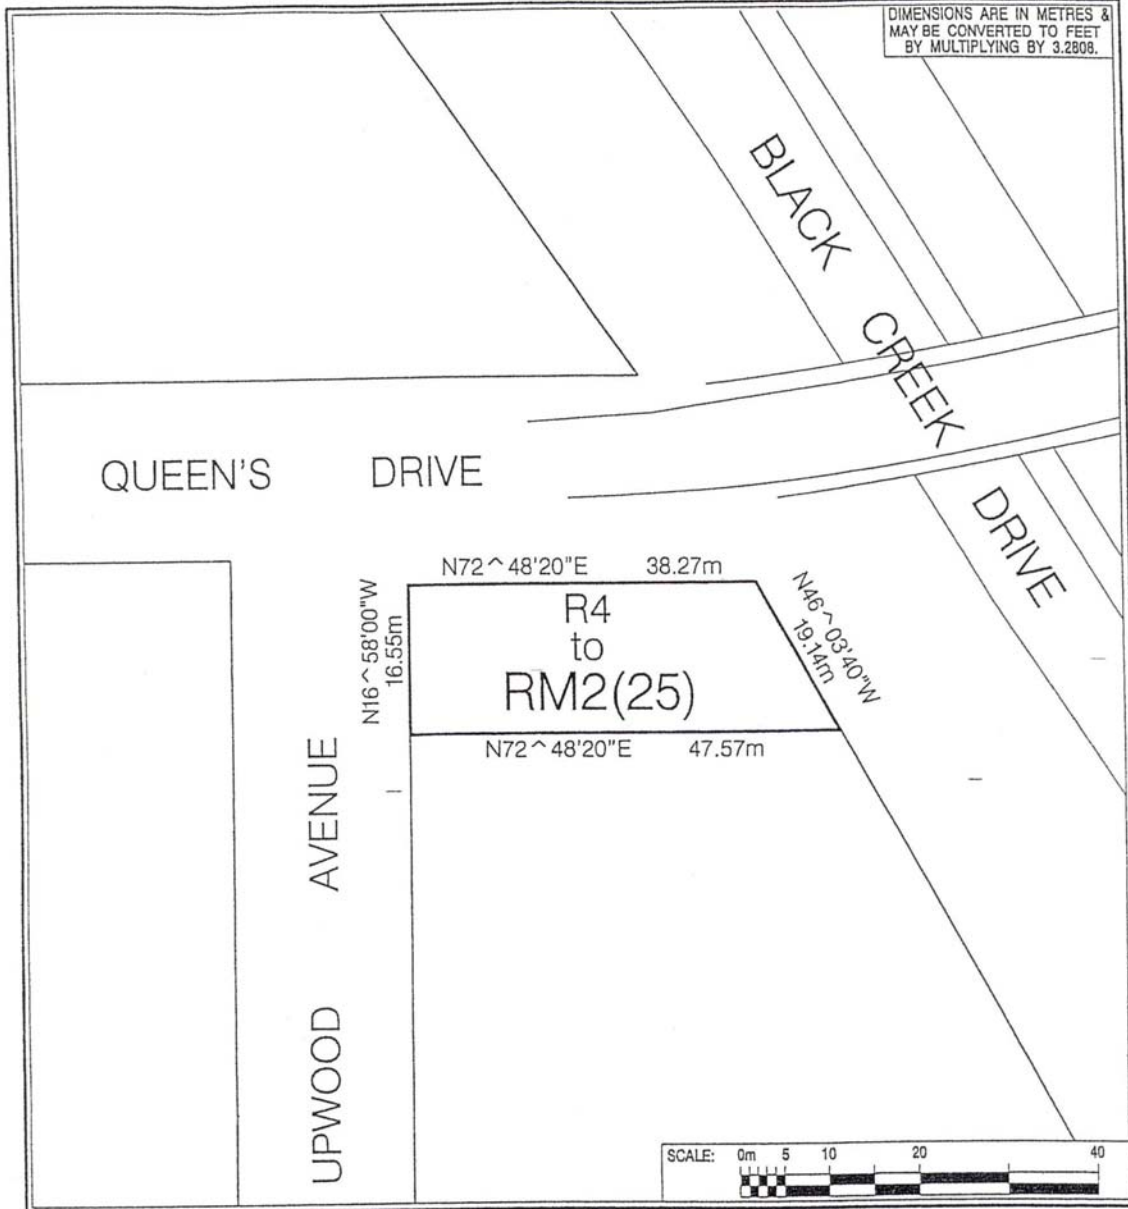 DIMENSIONS ARE IN METRES &
MAY BE CONVERTED TO FEET
BY MULTIPLYING BY 3.2808.
BLACK CREEK DRIVE
QUEEN'S DRIVE
N72^48'20"E 38.27m
N16^58'00"W
16.55m
R4
to
RM2(25)
N46^03'40"W
19.14m
N72^48'20"E 47.57m
UPWOOD AVENUE
SCALE: 0m 5 10 20 40